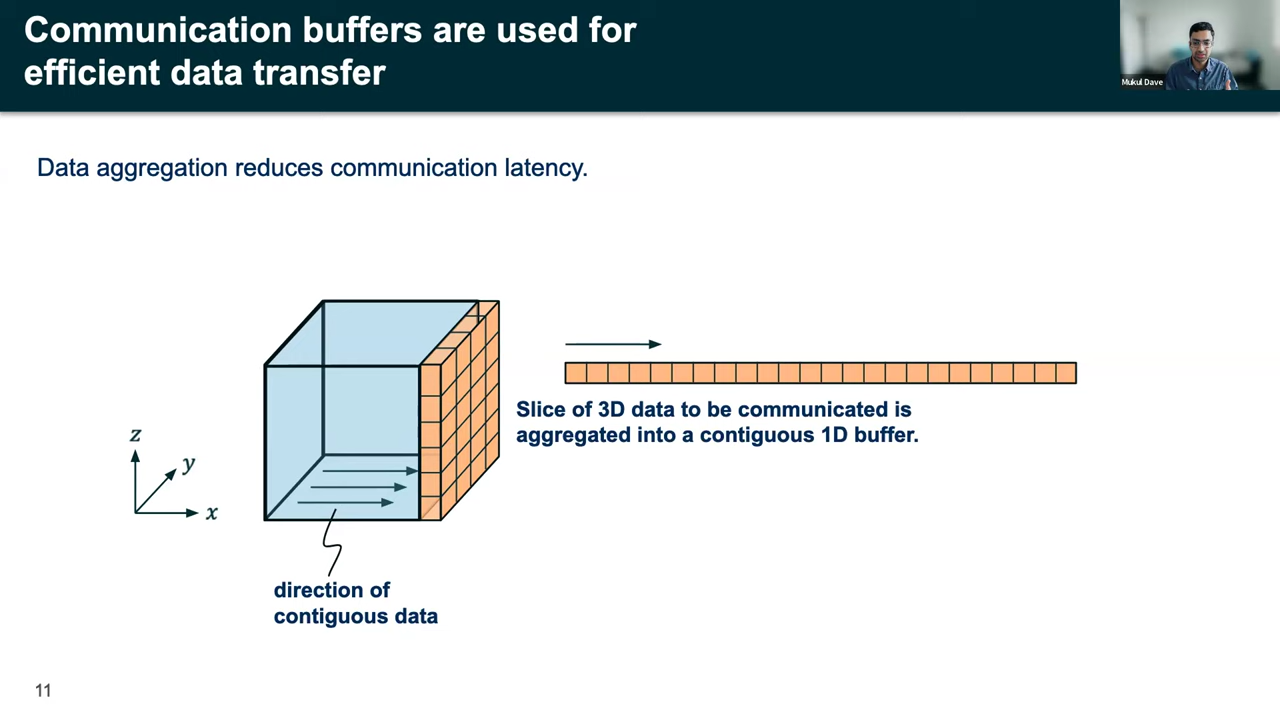 Communication buffers are used for
efficient data transfer
Mukul Dave
Data aggregation reduces communication latency.
Slice of 3D data to be communicated is
aggregated into a contiguous 1D buffer.
z
y
x
direction of
contiguous data
11